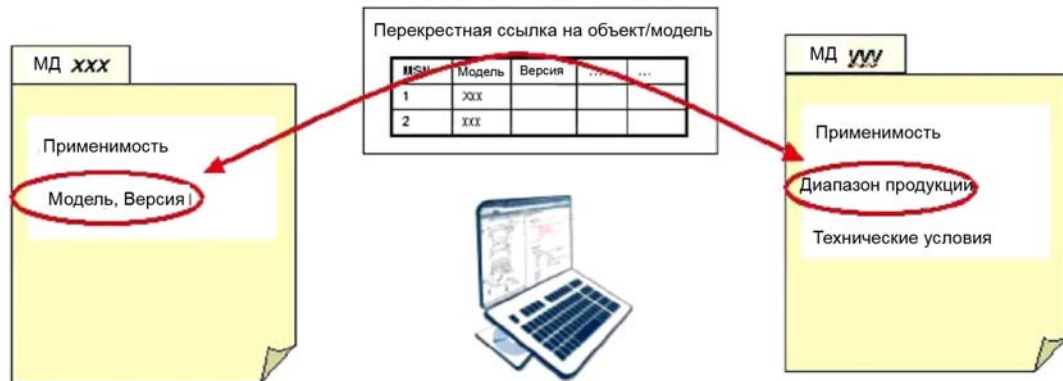 Перекрестная ссылка на объект/модель
MSN Модель Версия ...... ...
1 XXX
2 XXX
МД XXX
Применимость
Модель, Версия
МД YYY
Применимость
Диапазон продукции
Технические условия